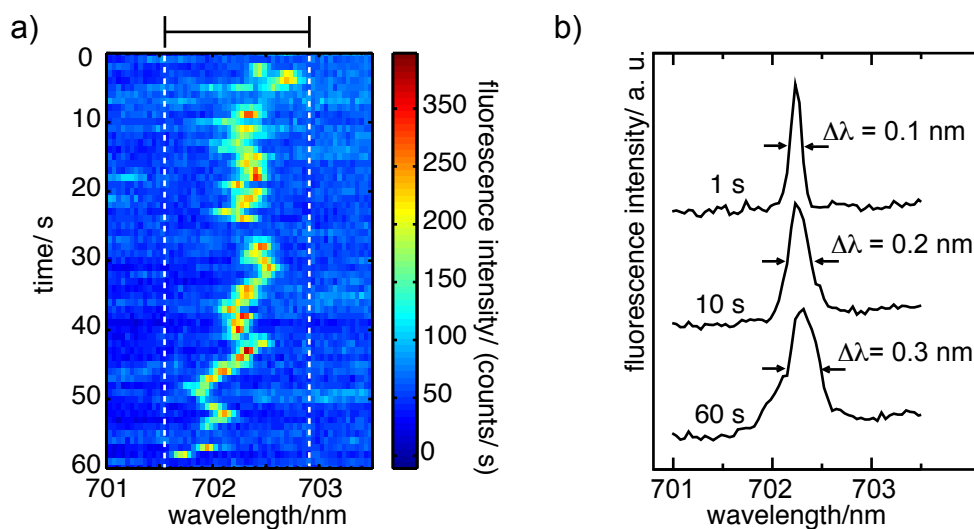 a)
0
10
20
30
40
50
60
time/ s
701
702
703
wavelength/nm
350
300
250
200
150
100
50
0
fluorescence intensity/ (counts/ s)
b)
fluorescence intensity/ a. u.
1 s
Δλ = 0.1 nm
10 s
Δλ = 0.2 nm
60 s
Δλ= 0.3 nm
701
702
703
wavelength/nm